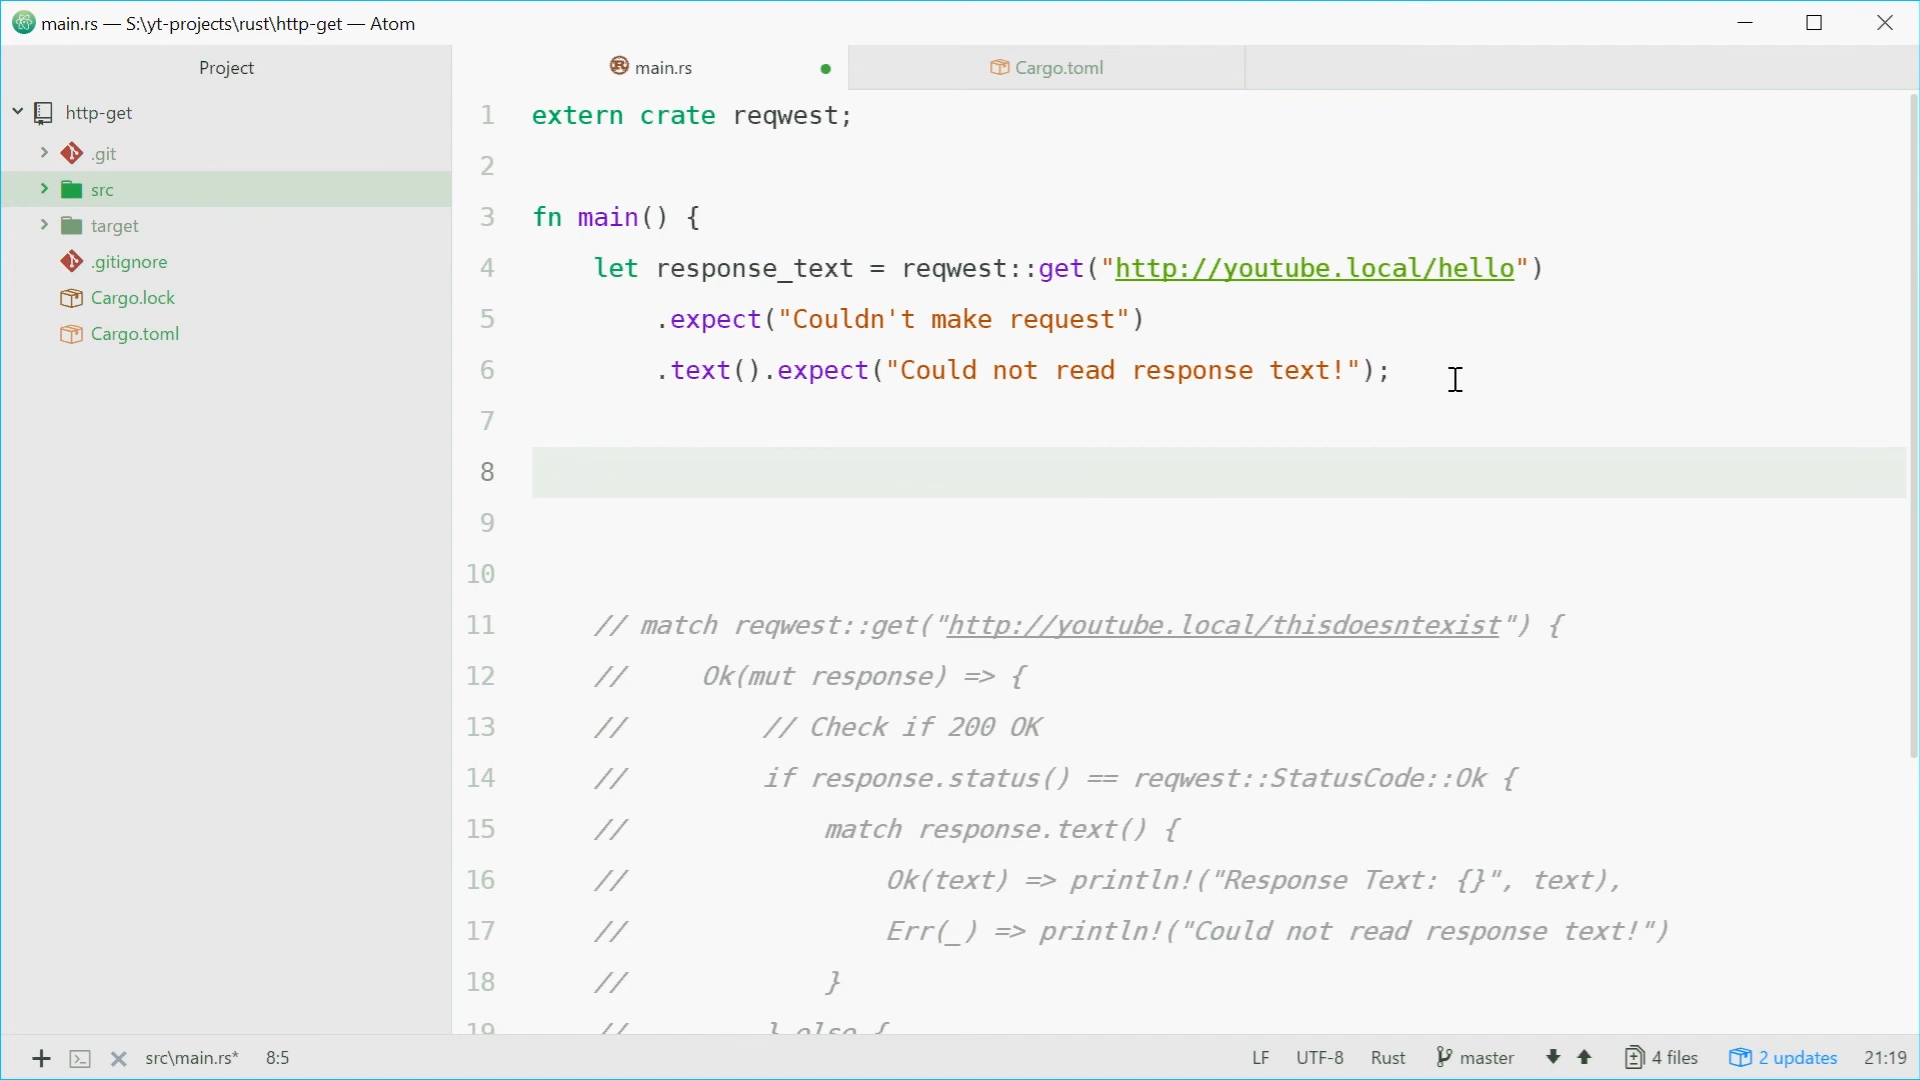 main.rs — S:\yt-projects\rust\http-get — Atom
Project
http-get
.git
src
target
.gitignore
Cargo.lock
Cargo.toml
main.rs
Cargo.toml
1 extern crate reqwest;
2
3 fn main() {
4 let response_text = reqwest::get("http://youtube.local/hello")
5 .expect("Couldn't make request")
6 .text().expect("Could not read response text!");
7
8
9
10
11 // match reqwest::get("http://youtube.local/thisdoesntexist") {
12 // Ok(mut response) => {
13 // // Check if 200 OK
14 // if response.status() == reqwest::StatusCode::Ok {
15 // match response.text() {
16 // Ok(text) => println!("Response Text: {}", text),
17 // Err(_) => println!("Could not read response text!")
18 // }
19 // } else {
src\main.rs* 8:5 LF UTF-8 Rust master 4 files 2 updates 21:19